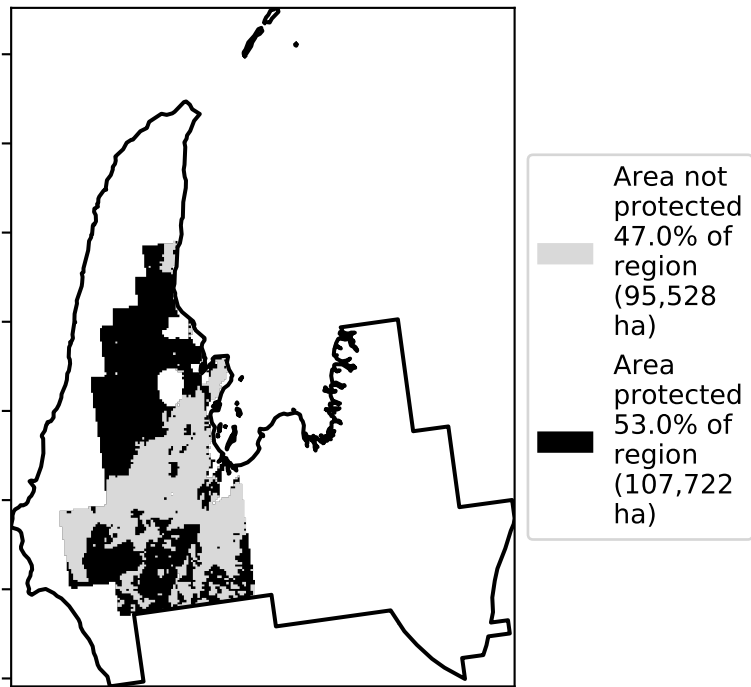 Area not
protected
47.0% of
region
(95,528
ha)
Area
protected
53.0% of
region
(107,722
ha)